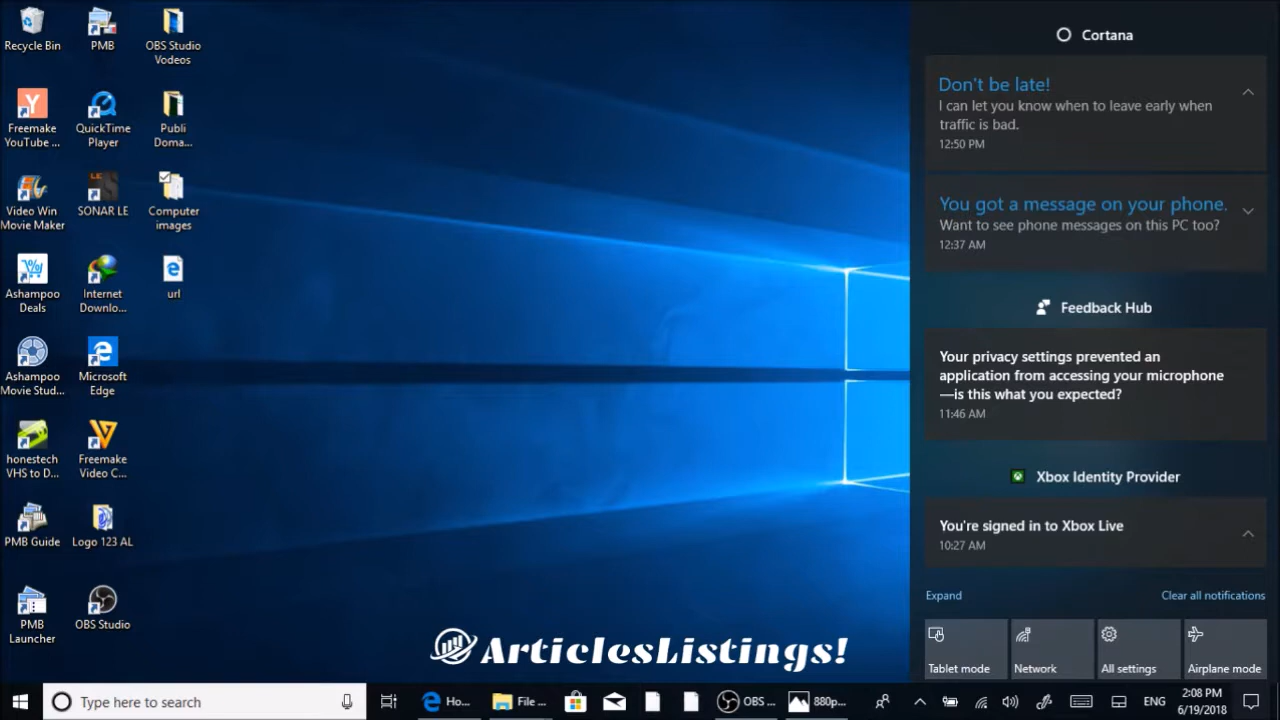 Recycle Bin
PMB
OBS Studio
Vodeos
Freemake
YouTube ...
QuickTime
Player
Publi
Doma...
Video Win
Movie Maker
SONAR LE
Computer
images
Ashampoo
Deals
Internet
Downlo...
url
Ashampoo
Movie Stud...
Microsoft
Edge
honestech
VHS to D...
Freemake
Video C...
PMB Guide
Logo 123 AL
PMB
Launcher
OBS Studio
ArticlesListings!
Cortana
Don't be late!
I can let you know when to leave early when
traffic is bad.
12:50 PM
You got a message on your phone.
Want to see phone messages on this PC too?
12:37 AM
Feedback Hub
Your privacy settings prevented an
application from accessing your microphone
—is this what you expected?
11:46 AM
Xbox Identity Provider
You're signed in to Xbox Live
10:27 AM
Expand
Clear all notifications
Tablet mode
Network
All settings
Airplane mode
Type here to search
Ho...
File ...
OBS ...
880p...
ENG
2:08 PM
6/19/2018